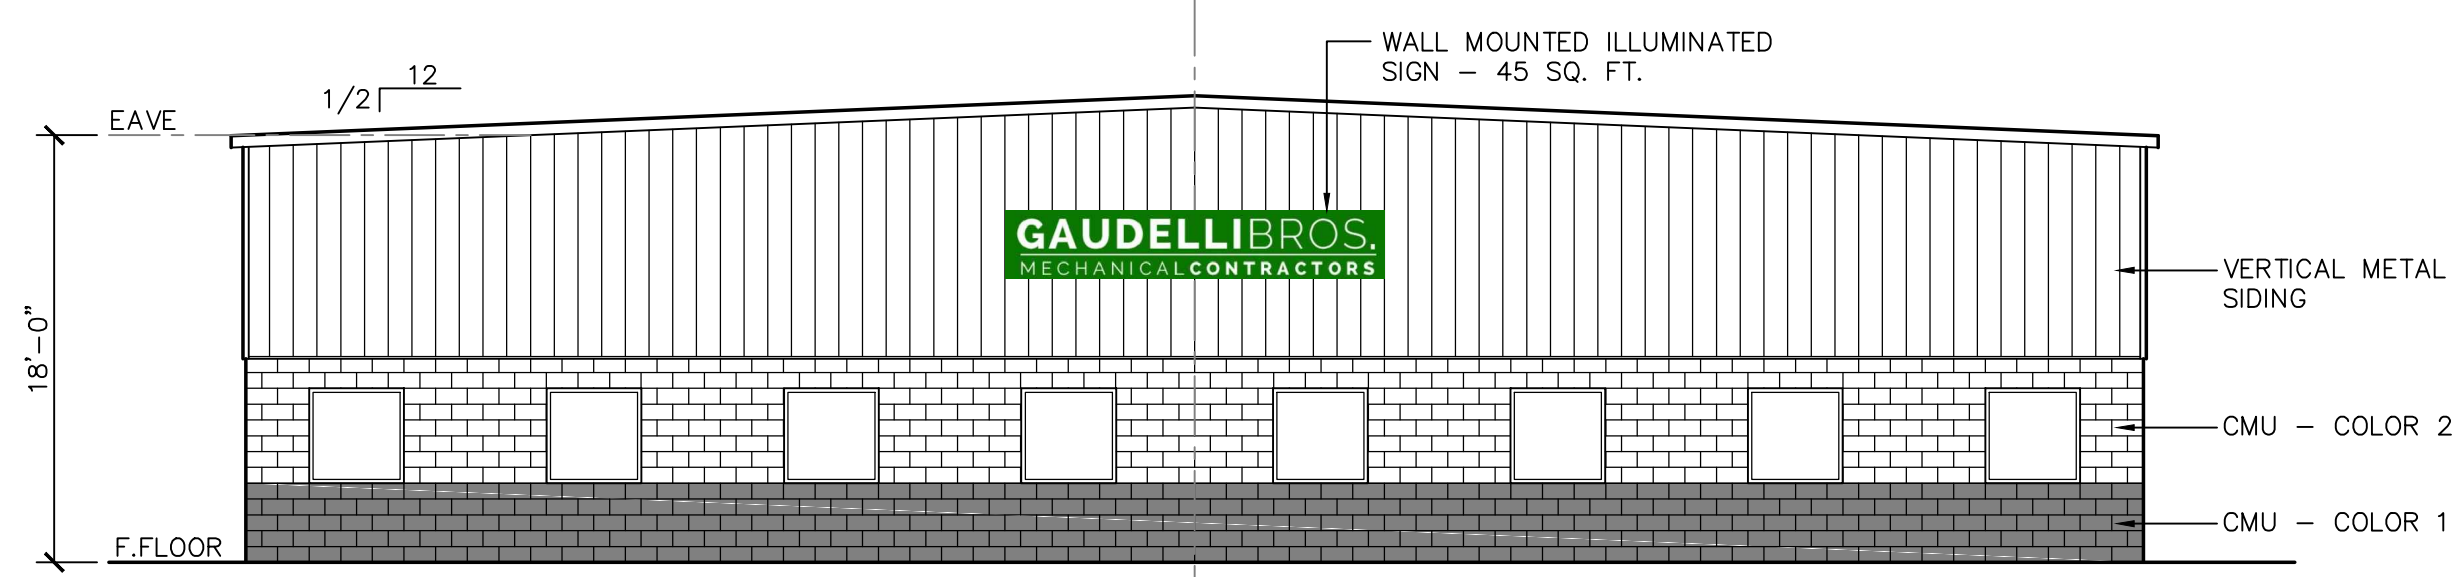 WALL MOUNTED ILLUMINATED
SIGN – 45 SQ. FT.
12
1/2
EAVE
GAUDELLIBROS.
MECHANICALCONTRACTORS
VERTICAL METAL
SIDING
18'-0"
CMU – COLOR 2
CMU – COLOR 1
F.FLOOR